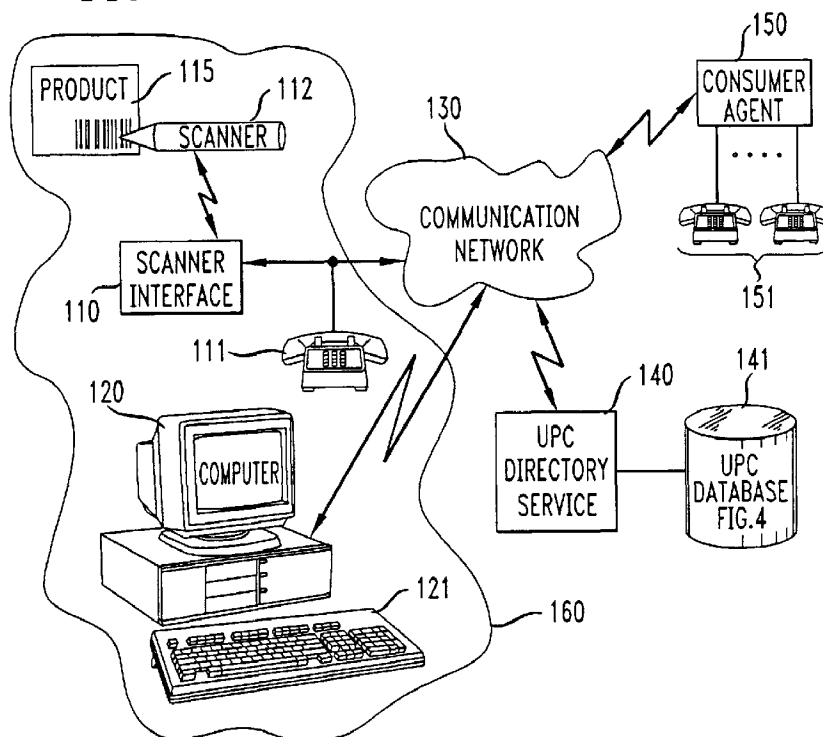 115
PRODUCT
112
SCANNER
150
CONSUMER
AGENT
130
COMMUNICATION
NETWORK
151
SCANNER
INTERFACE
110
111
120
COMPUTER
140
141
UPC
DIRECTORY
SERVICE
UPC
DATABASE
FIG.4
121
160